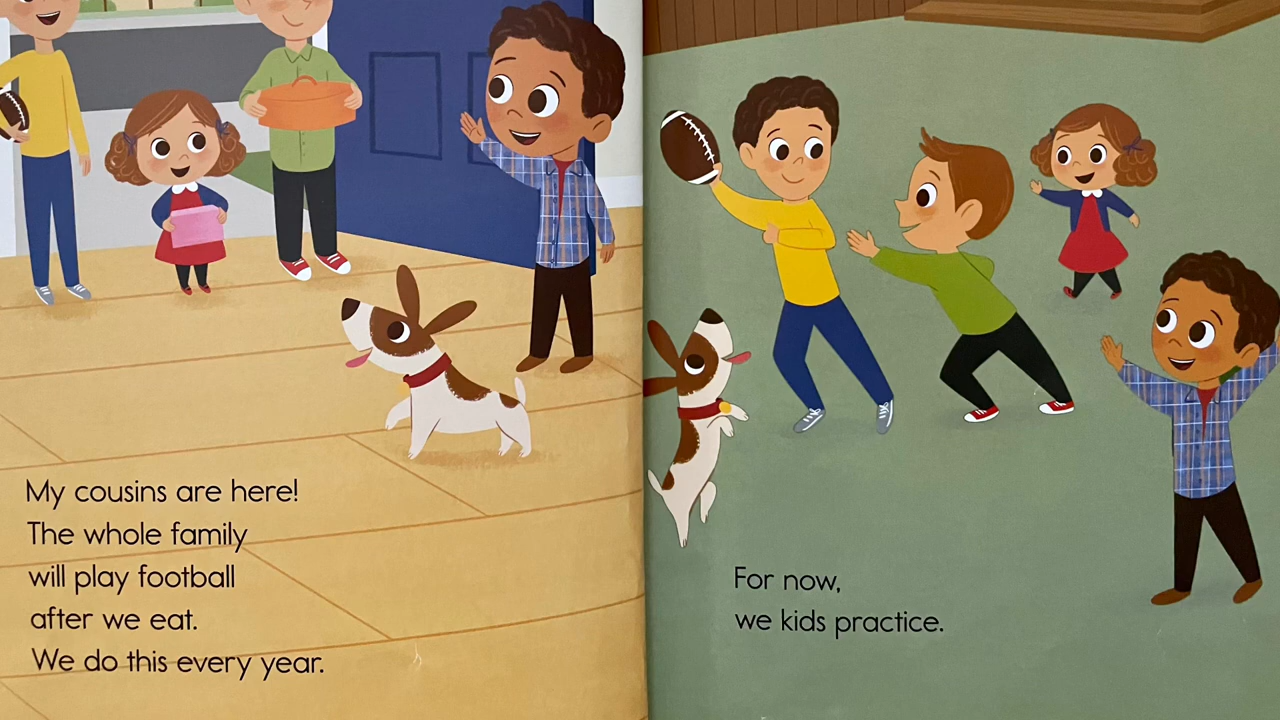 My cousins are here!
The whole family
will play football
after we eat.
We do this every year.
For now,
we kids practice.